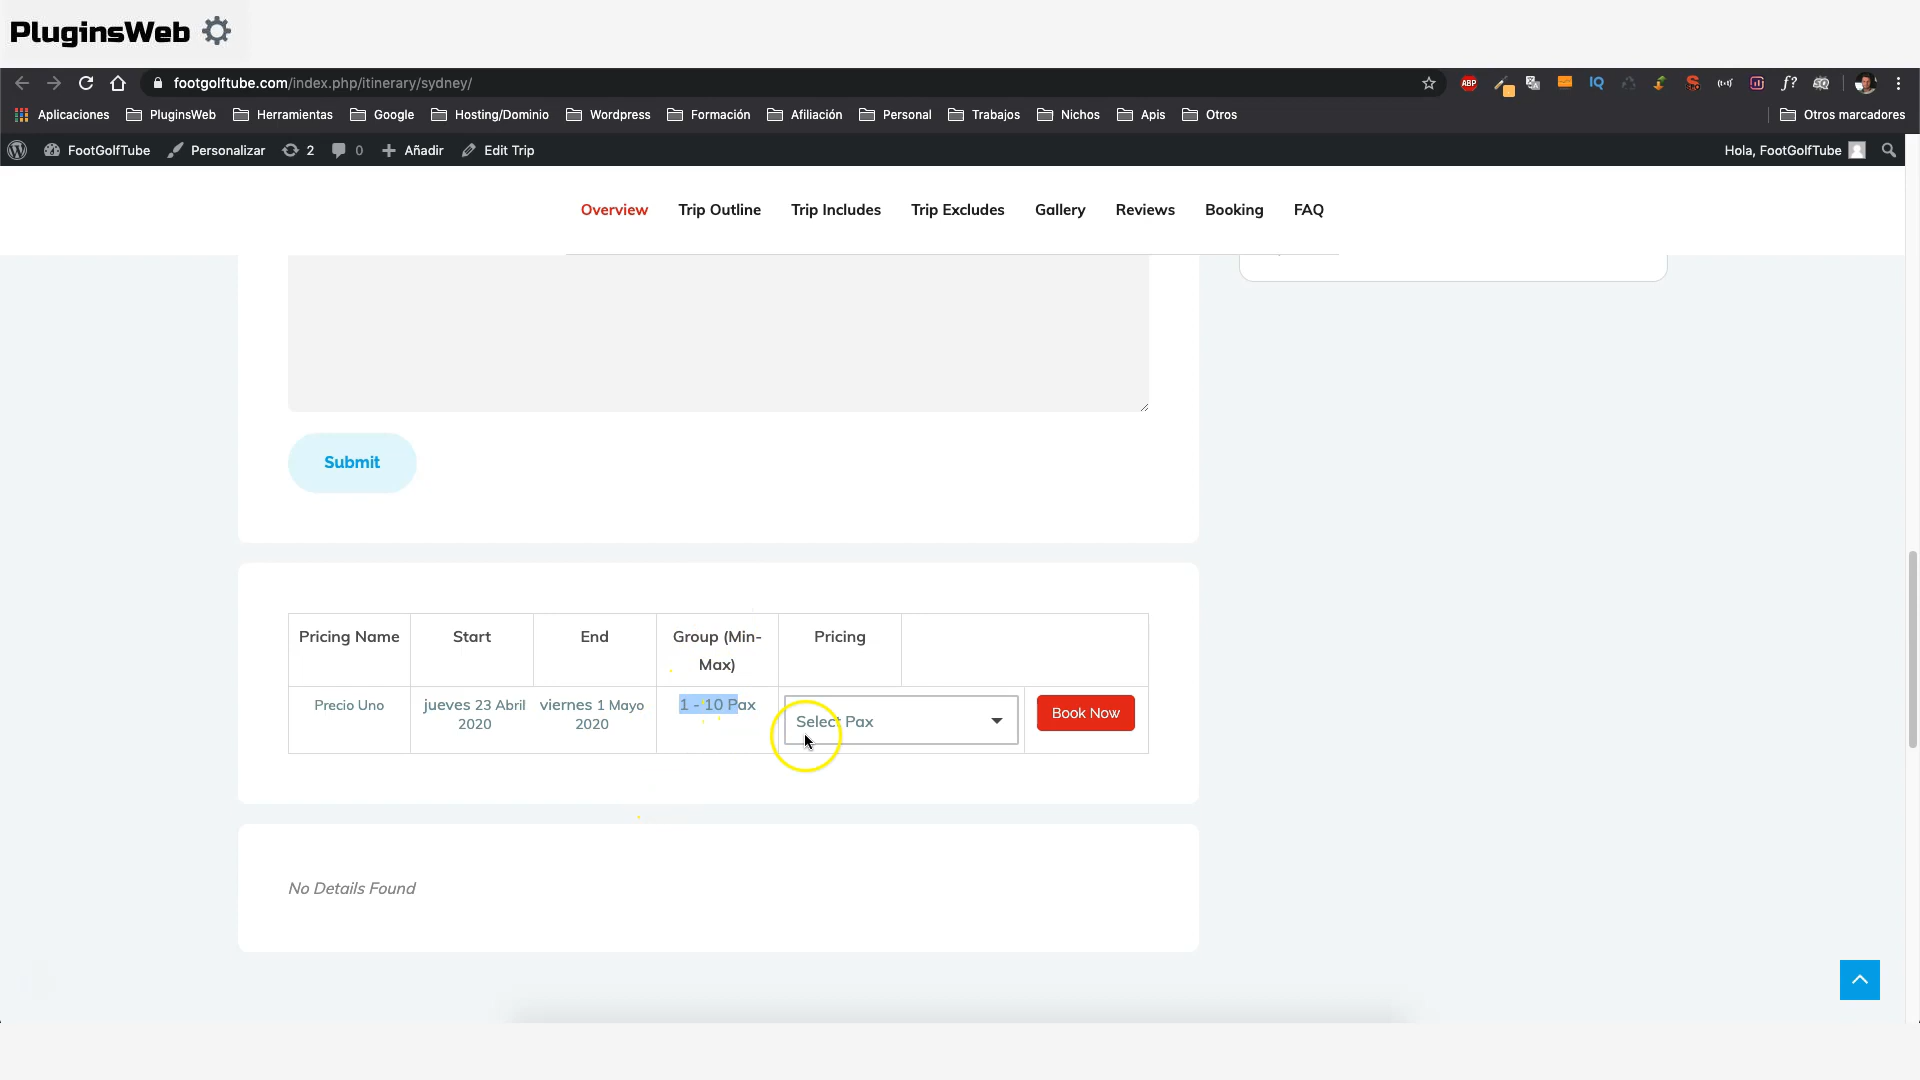 PluginsWeb
footgolftube.com/index.php/itinerary/sydney/
ABP
IQ
f?
Aplicaciones PluginsWeb Herramientas Google Hosting/Dominio Wordpress Formación Afiliación Personal Trabajos Nichos Apis Otros Otros marcadores
FootGolfTube Personalizar 2 0 Añadir Edit Trip Hola, FootGolfTube
Overview Trip Outline Trip Includes Trip Excludes Gallery Reviews Booking FAQ
Submit
Pricing Name Start End Group (Min-
Max) Pricing
Precio Uno jueves 23 Abril
2020 viernes 1 Mayo
2020 1 - 10 Pax Select Pax Book Now
No Details Found